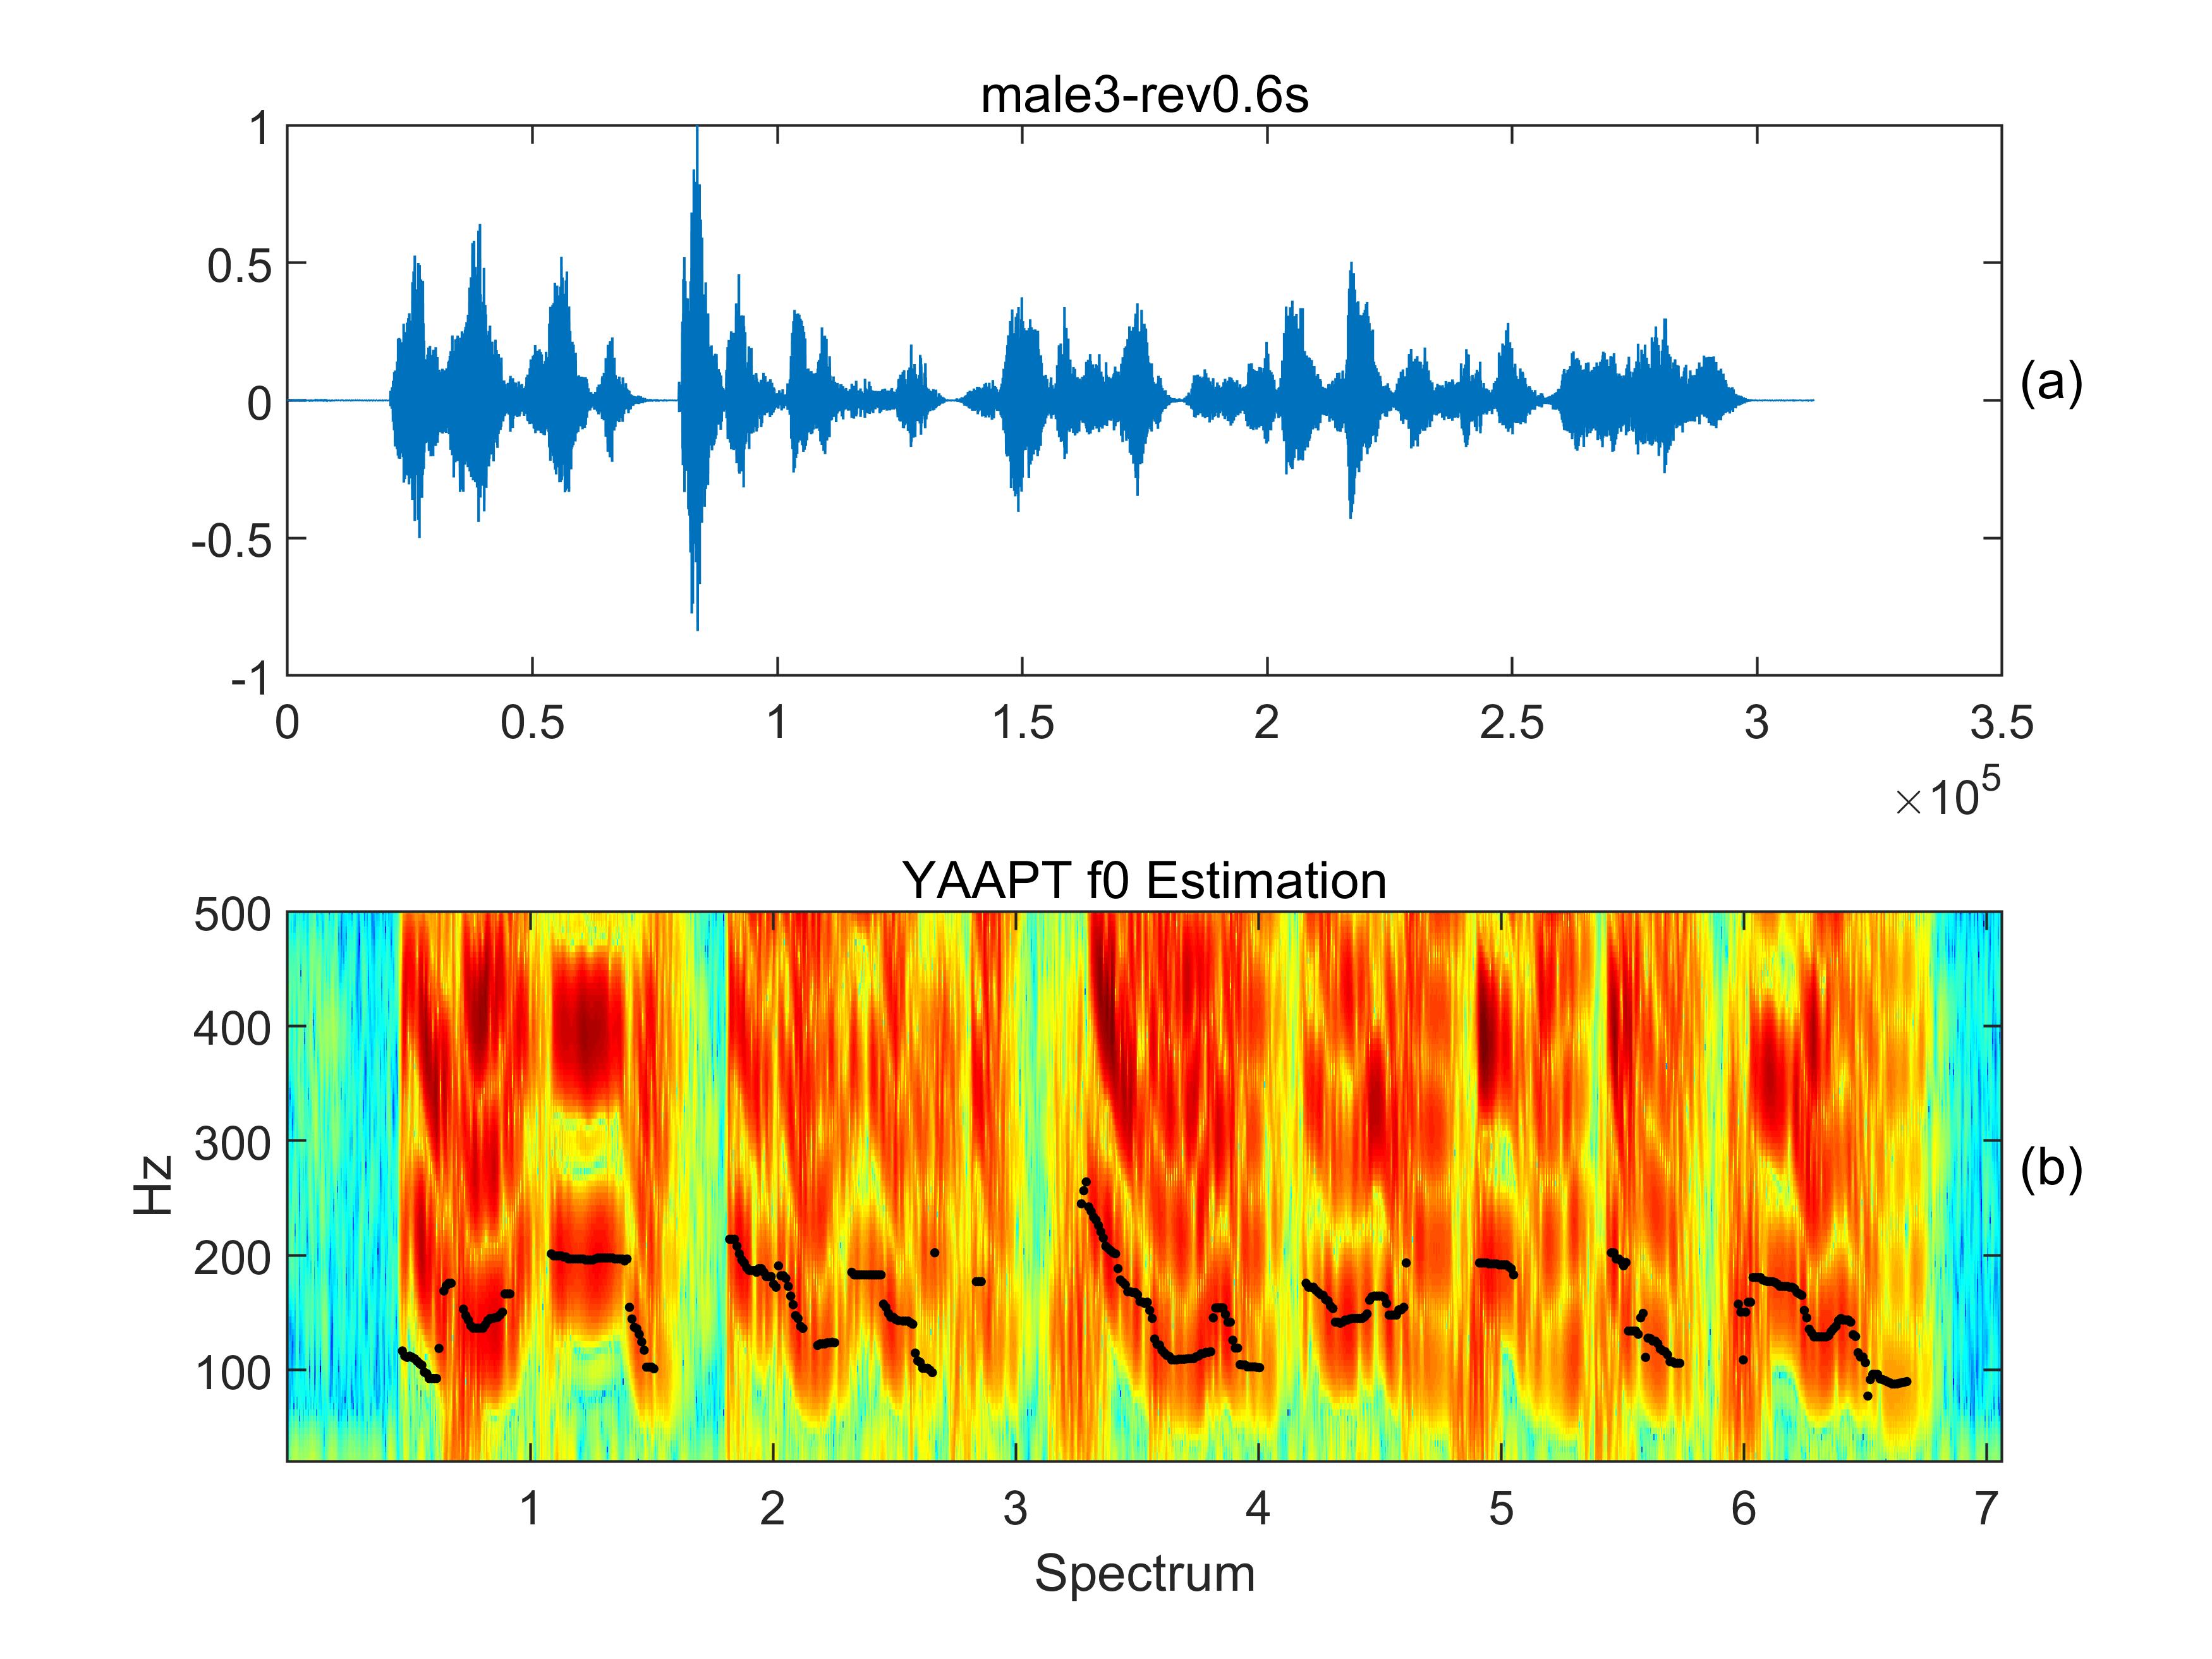 male3-rev0.6s
1
0.5
0
-0.5
-1
(a)
0 0.5 1 1.5 2 2.5 3 3.5
×10^5
YAAPT f0 Estimation
500
400
300
200
100
Hz
(b)
1 2 3 4 5 6 7
Spectrum